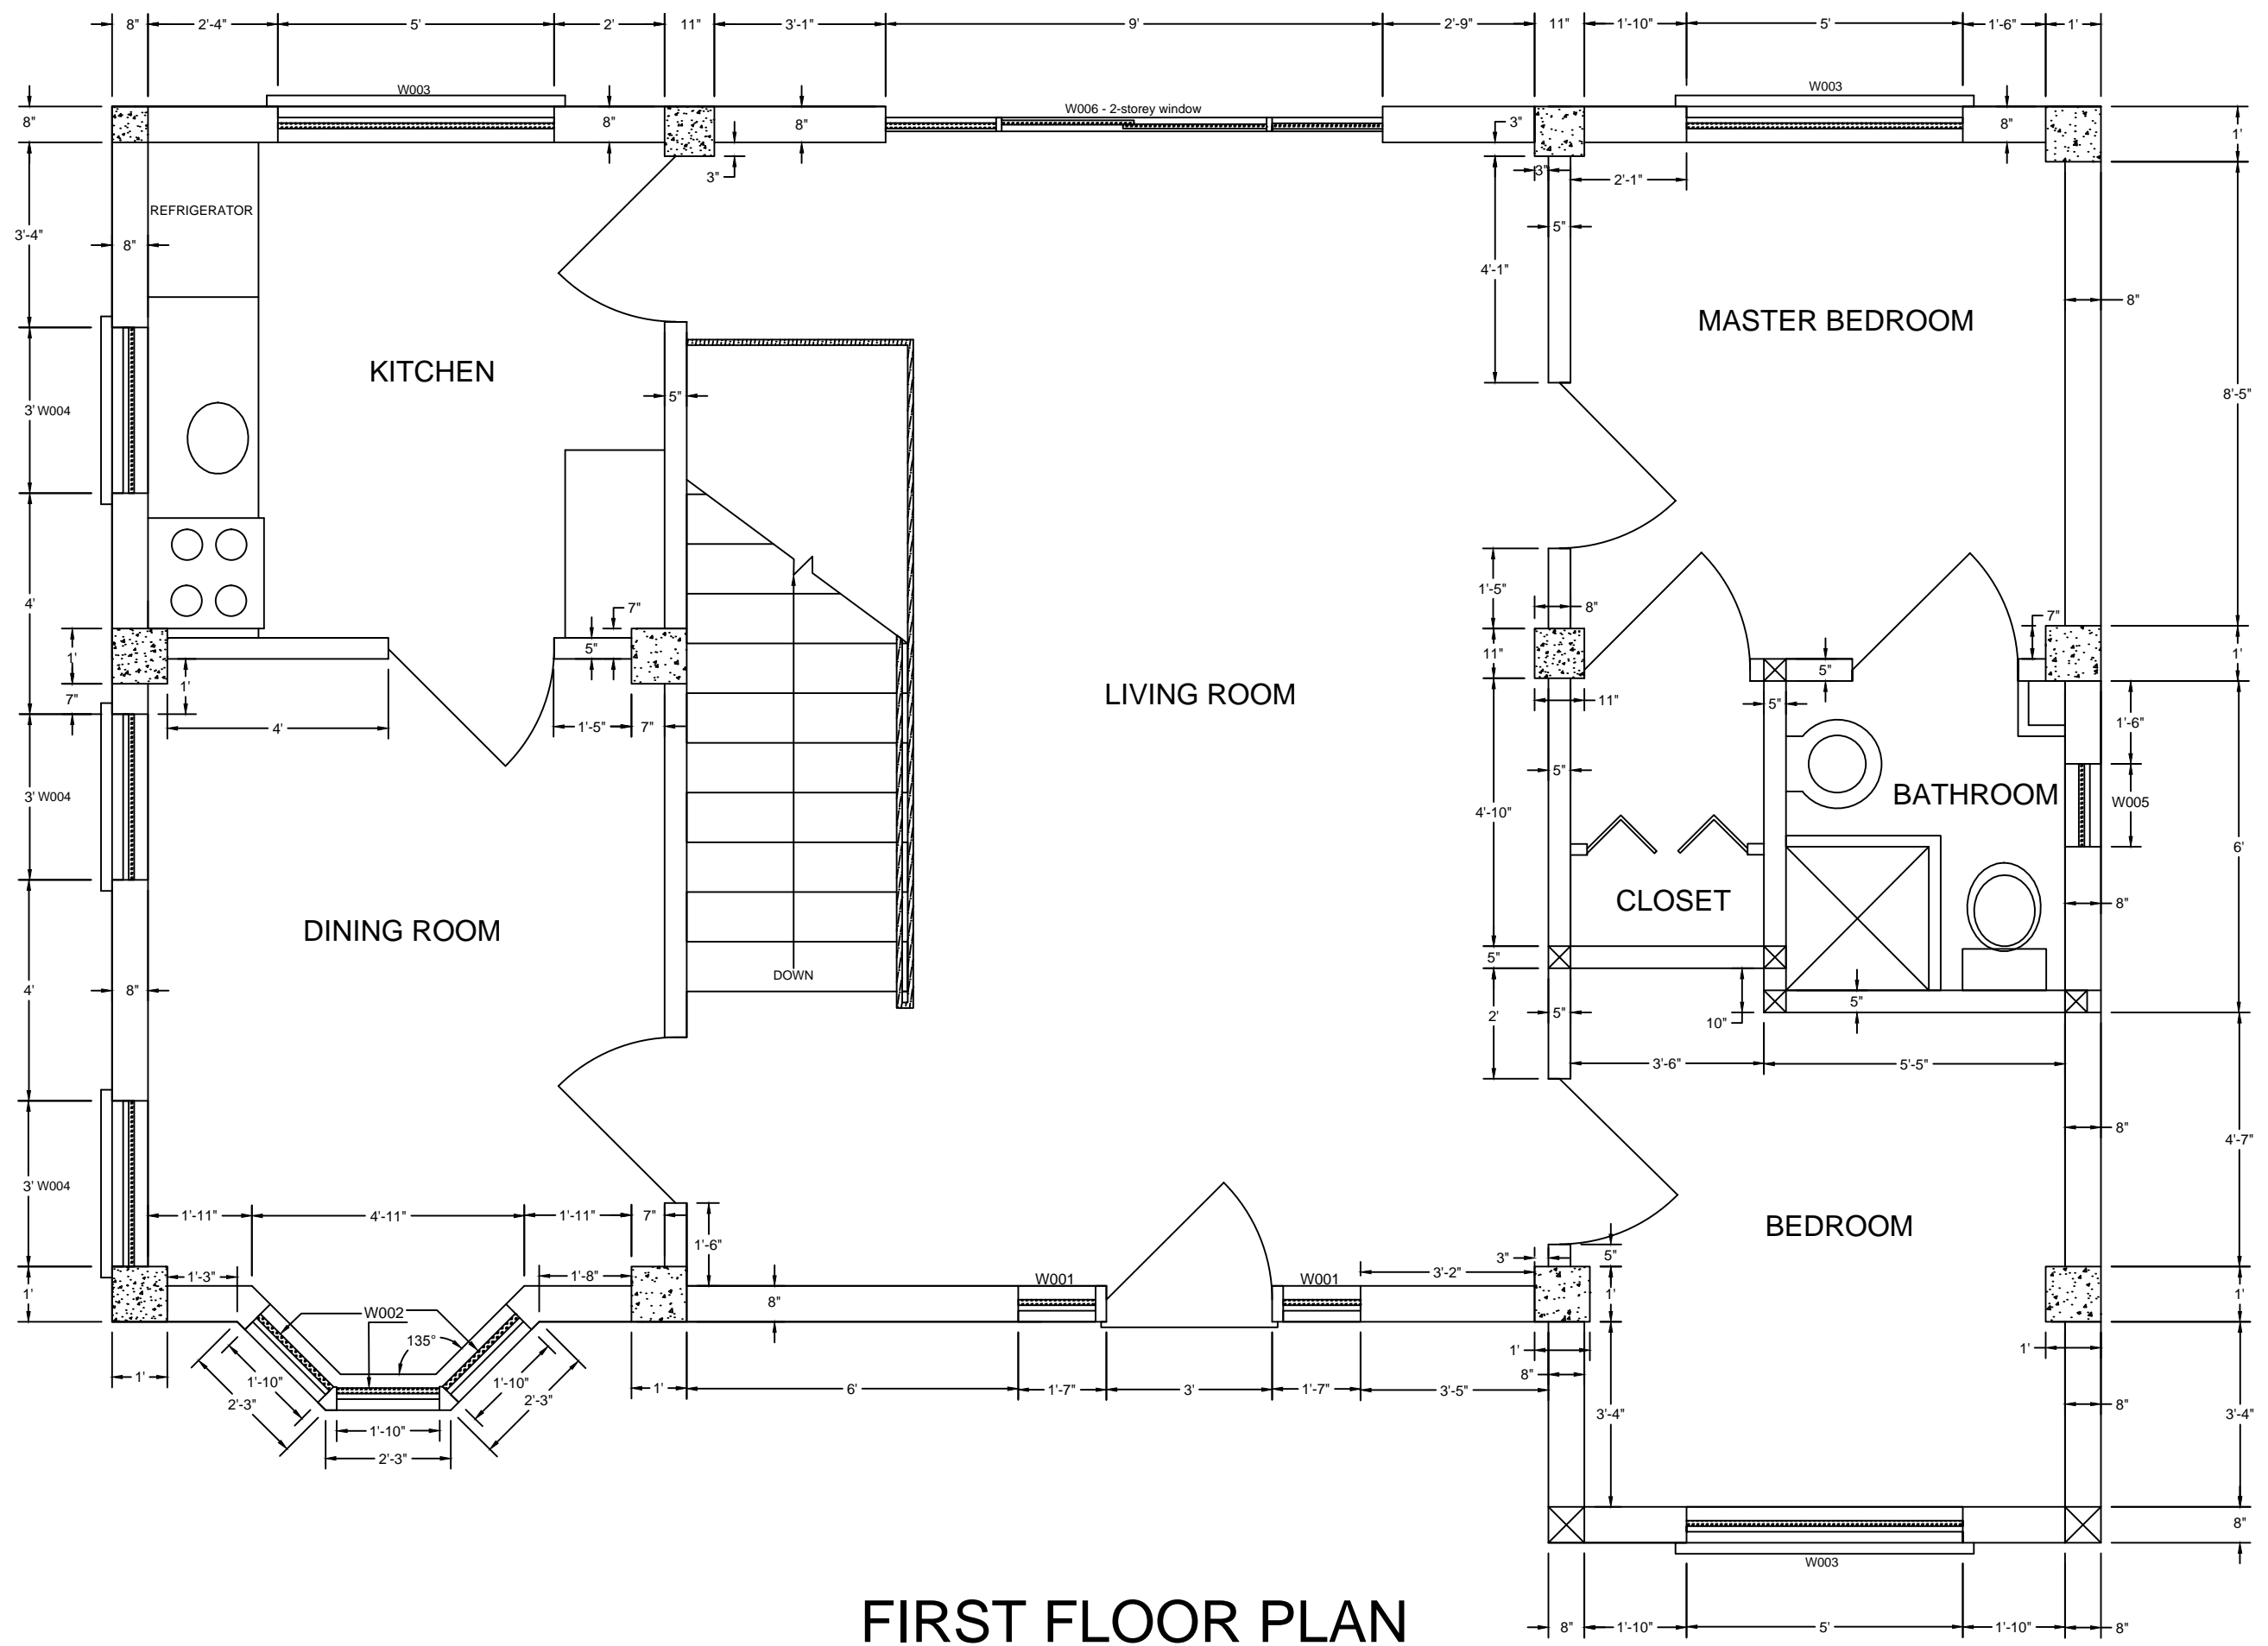 8" 2'-4" 5' 2' 11" 3'-1" 9' 2'-9" 11" 1'-10" 5' 1'-6" 1'
W003 W003
W006 - 2-storey window
8" 8" 8" 3" 8" 1'
3" 3" 2'-1"
REFRIGERATOR
3'-4" 8" 5"
4'-1"
8"
MASTER BEDROOM
KITCHEN
5" 8'-5"
3' W004
1'-5"
4' 7" 8" 7"
1' 5" 11" 1'
1' 5"
7" LIVING ROOM 11" 5"
4' 1'-5" 7" 1'-6"
5"
3' W004 BATHROOM W005
4'-10" 6'
CLOSET 8"
DINING ROOM
5"
DOWN
4' 8" 5" 5"
2' 10"
3'-6" 5'-5"
8"
4'-7"
3' W004
1'-11" 4'-11" 1'-11" 7" BEDROOM
1'-6"
3" 5"
1'-3" 1'-8" W001 W001 3'-2"
1' 8" 1' 1'
W002
135°
1' 1'
8"
1' 1'-10" 1'-10" 1' 6' 1'-7" 3' 1'-7" 3'-5"
2'-3" 2'-3" 3'-4" 8" 3'-4"
1'-10"
2'-3"
8"
W003
FIRST FLOOR PLAN
8" 1'-10" 5' 1'-10" 8"